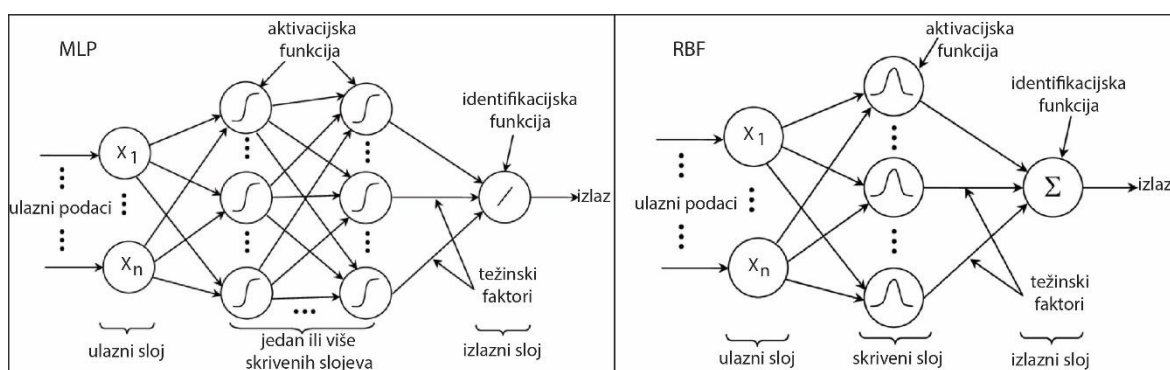 MLP
aktivacijska
funkcija
identifikacijska
funkcija
X1
ulazni podaci
Xn
izlaz
težinski
faktori
ulazni sloj
jedan ili više
skrivenih slojeva
izlazni sloj
RBF
aktivacijska
funkcija
identifikacijska
funkcija
X1
ulazni podaci
Xn
Σ
izlaz
težinski
faktori
ulazni sloj
skriveni sloj
izlazni sloj